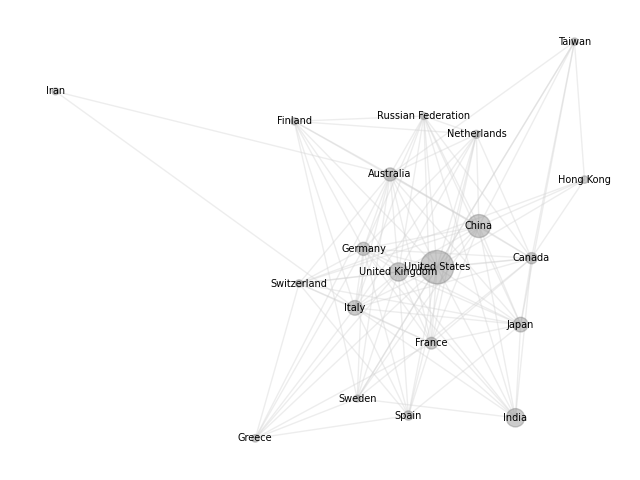 Taiwan
Iran
Russian Federation
Finland
Netherlands
Australia
Hong Kong
China
Germany
Canada
United States
United Kingdom
Switzerland
Italy
Japan
France
Sweden
Spain
India
Greece